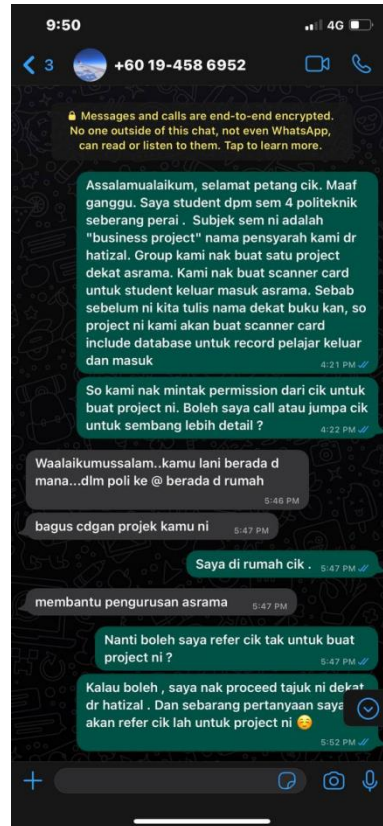 9:50
4G
3
+60 19-458 6952
Messages and calls are end-to-end encrypted.
No one outside of this chat, not even WhatsApp,
can read or listen to them. Tap to learn more.
Assalamualaikum, selamat petang cik. Maaf
ganggu. Saya student dpm sem 4 politeknik
seberang perai . Subjek sem ni adalah
"business project" nama pensyarah kami dr
hatizal. Group kami nak buat satu project
dekat asrama. Kami nak buat scanner card
untuk student keluar masuk asrama. Sebab
sebelum ni kita tulis nama dekat buku kan, so
project ni kami akan buat scanner card
include database untuk record pelajar keluar
dan masuk
4:21 PM
So kami nak mintak permission dari cik untuk
buat project ni. Boleh saya call atau jumpa cik
untuk sembang lebih detail ?
4:22 PM
Waalaikumussalam..kamu lani berada d
mana...dlm poli ke @ berada d rumah
5:46 PM
bagus cdgan projek kamu ni
5:47 PM
Saya di rumah cik .
5:47 PM
membantu pengurusan asrama
5:47 PM
Nanti boleh saya refer cik tak untuk buat
project ni ?
5:47 PM
Kalau boleh , saya nak proceed tajuk ni dekat
dr hatizal . Dan sebarang pertanyaan saya
akan refer cik lah untuk project ni ☺️
5:52 PM